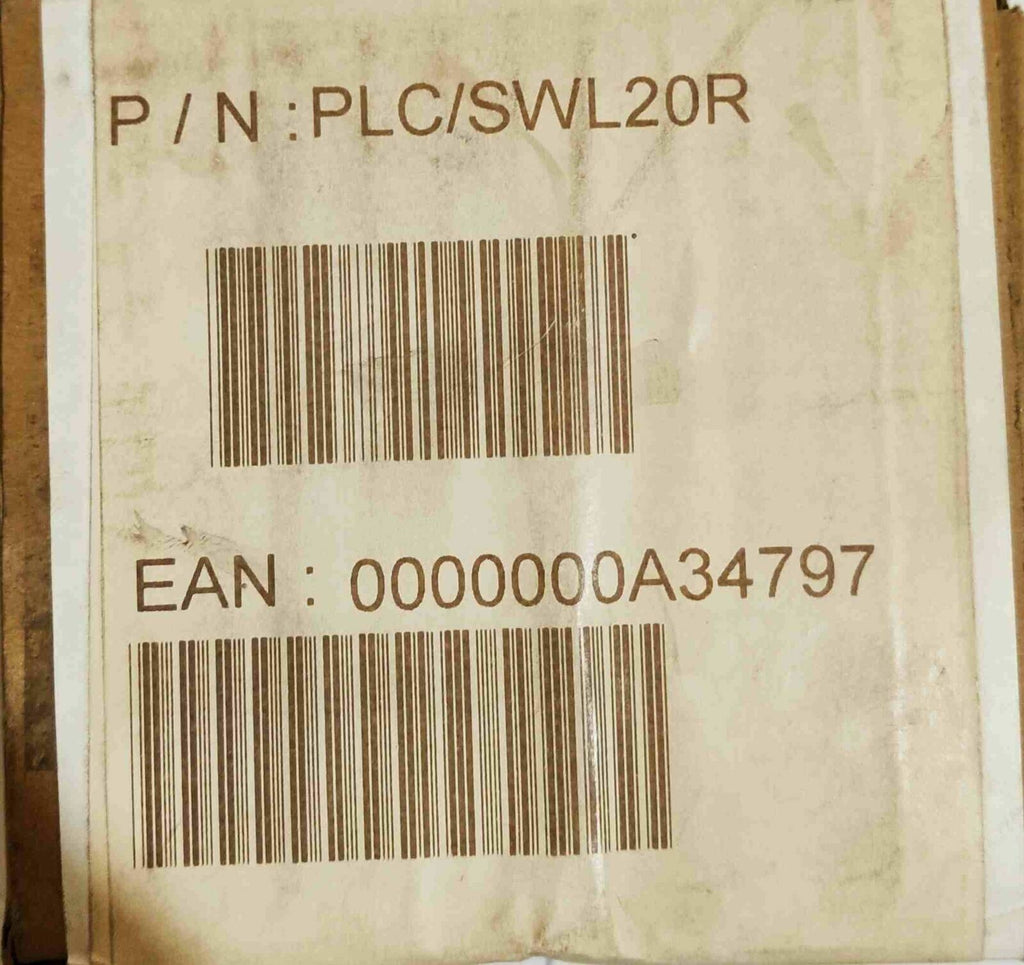 P / N : PLC/SWL20R
EAN : 0000000A34797